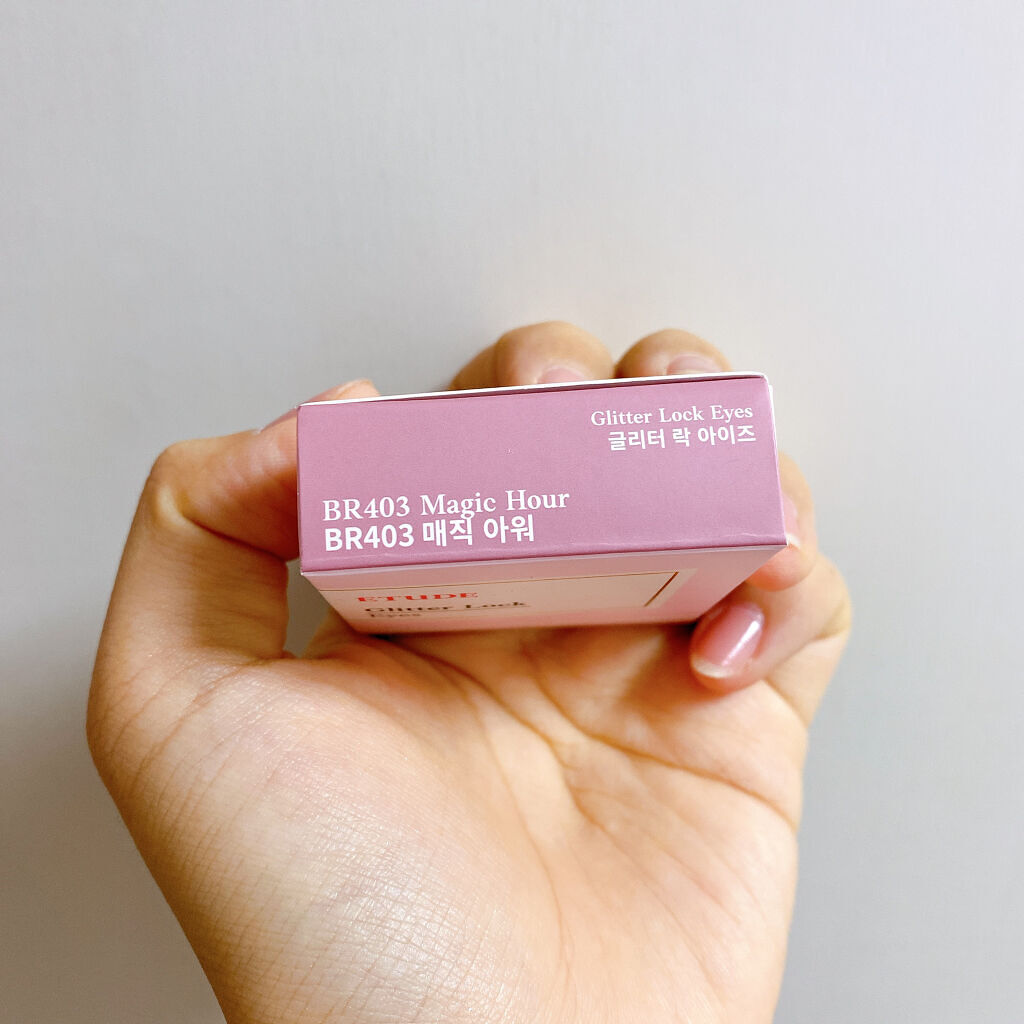 Glitter Lock Eyes
글리터 락 아이즈
BR403 Magic Hour
BR403 매직 아워
ETUDE
Glitter Lock
Eyes